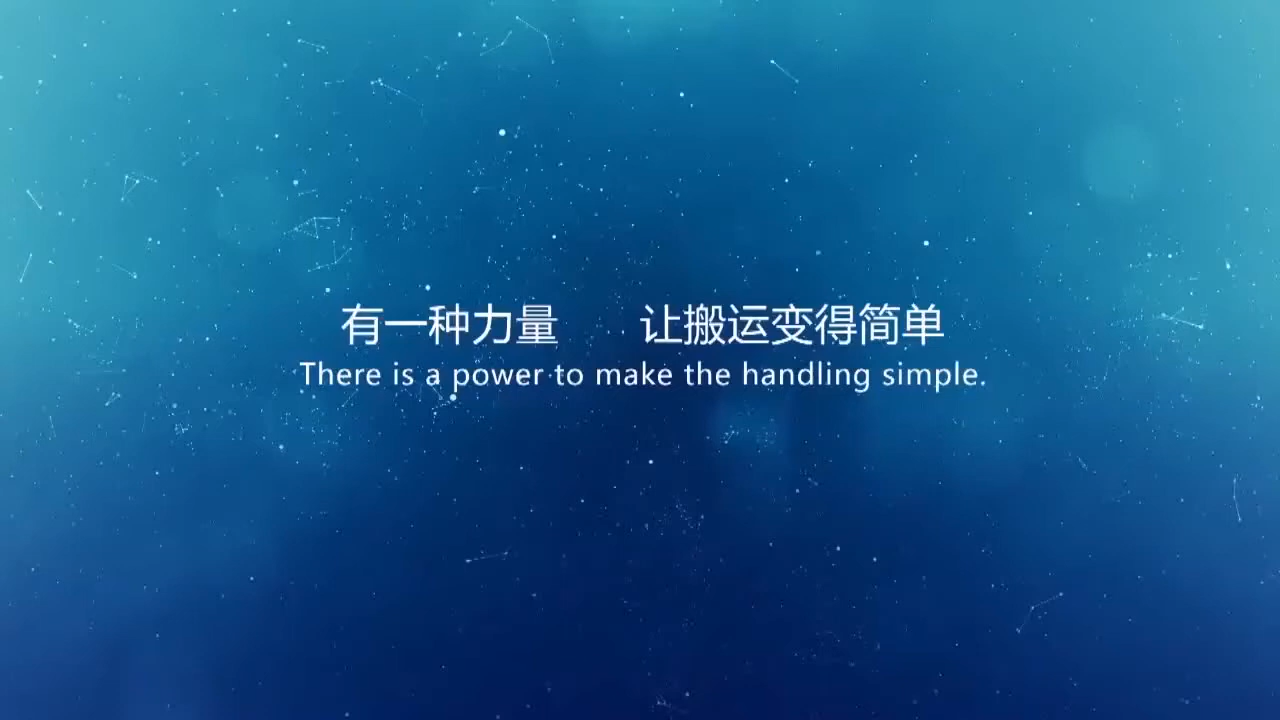 有一种力量 让搬运变得简单
There is a power to make the handling simple.